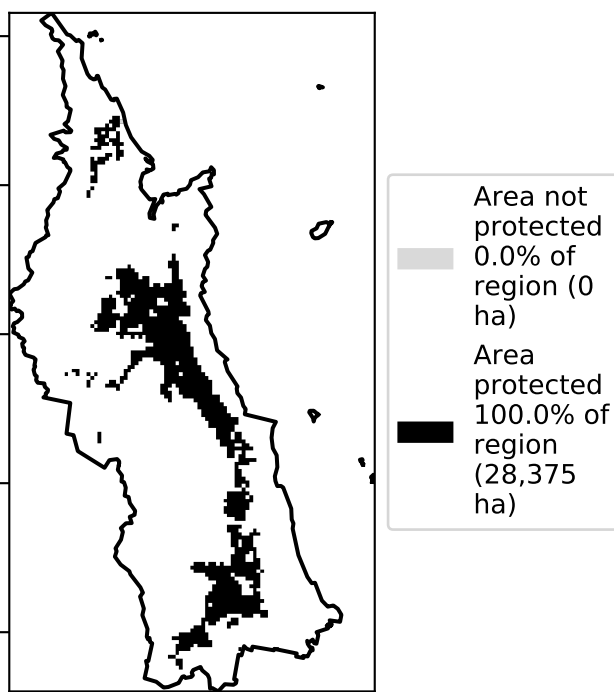 Area not
protected
0.0% of
region (0
ha)
Area
protected
100.0% of
region
(28,375
ha)